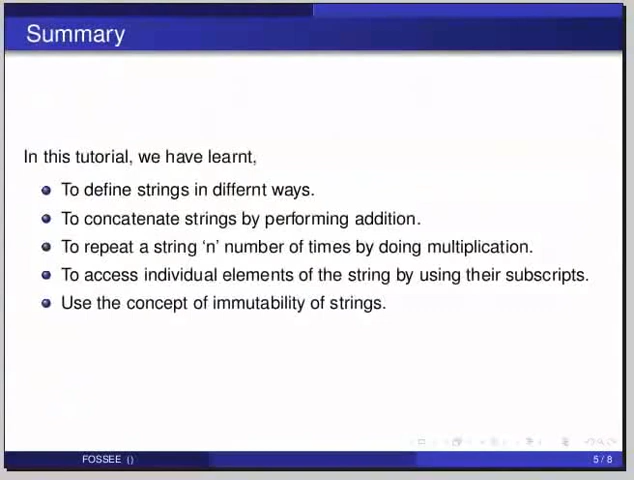 Summary
In this tutorial, we have learnt,
To define strings in differnt ways.
To concatenate strings by performing addition.
To repeat a string ‘n’ number of times by doing multiplication.
To access individual elements of the string by using their subscripts.
Use the concept of immutability of strings.
FOSSEE ()
5 / 8